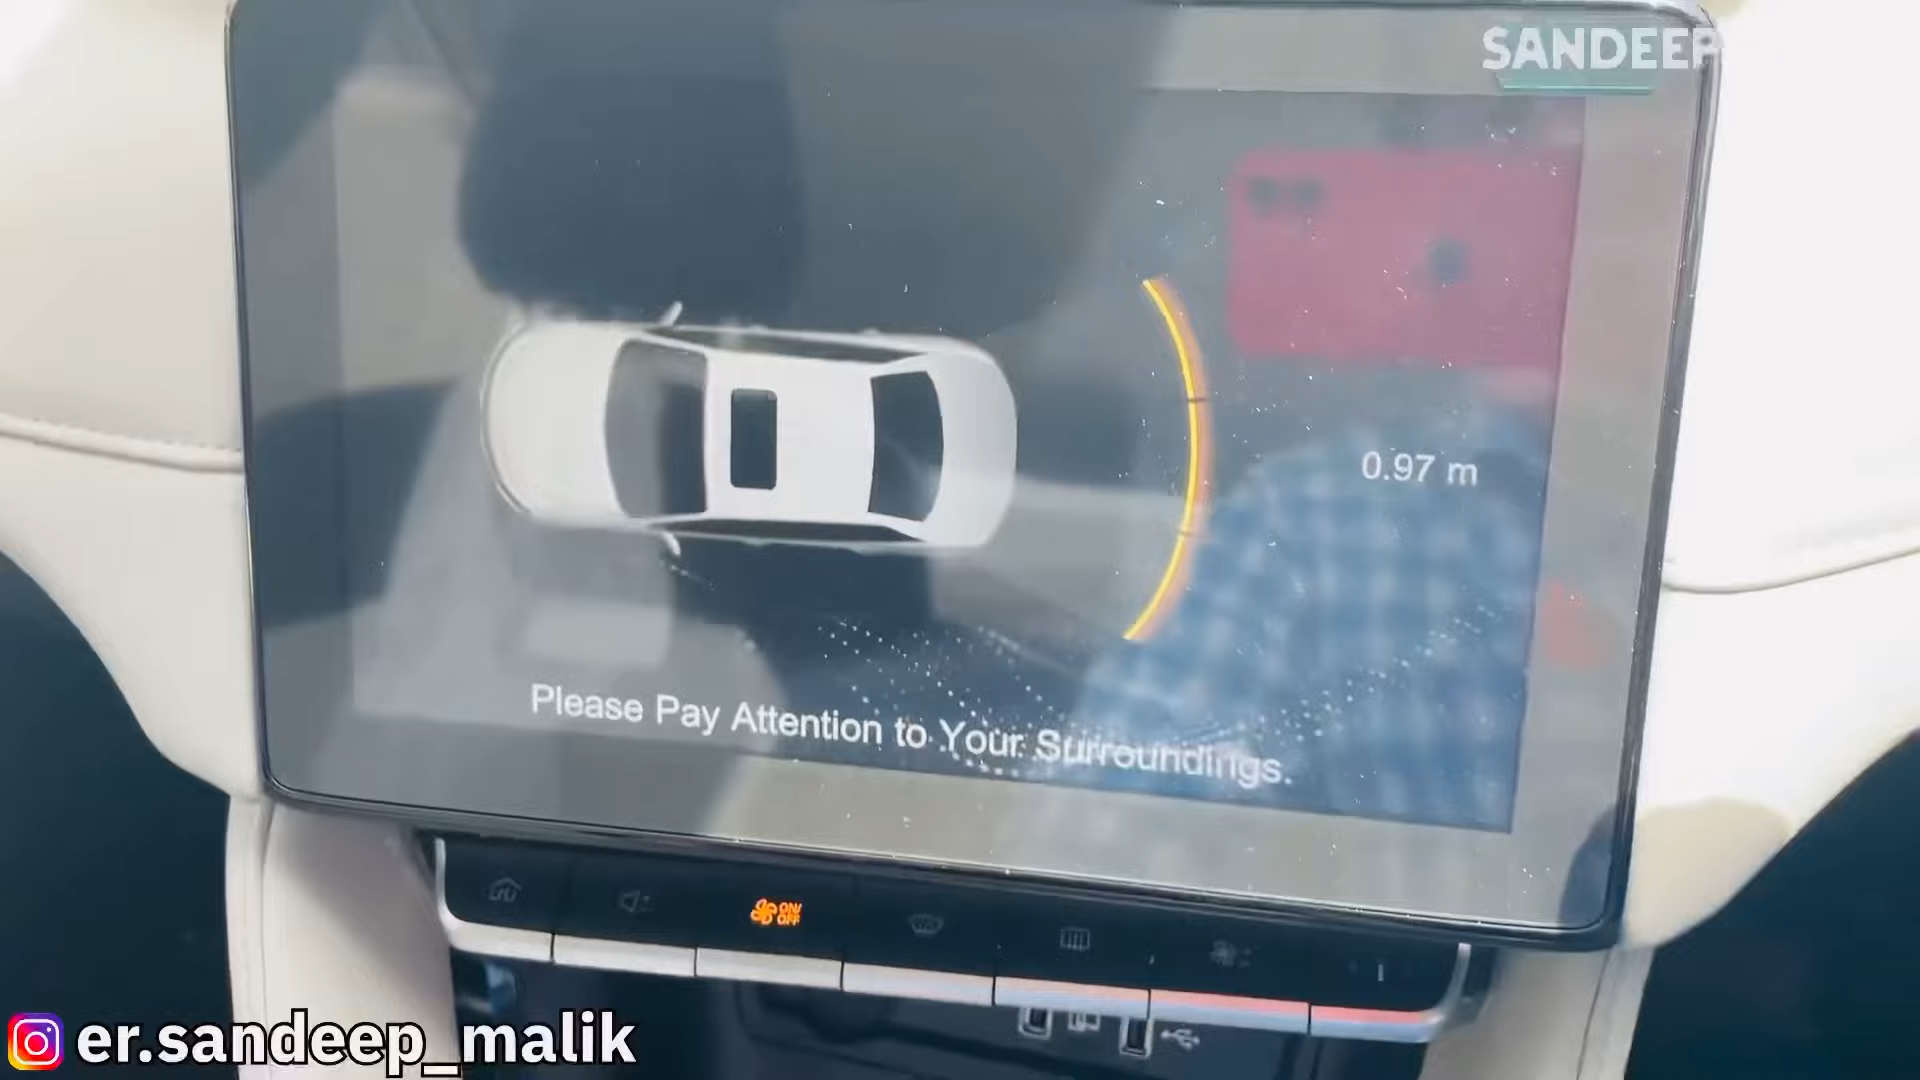 SANDEEP
0.97 m
Please Pay Attention to Your Surroundings.
ON/
OFF
er.sandeep_malik